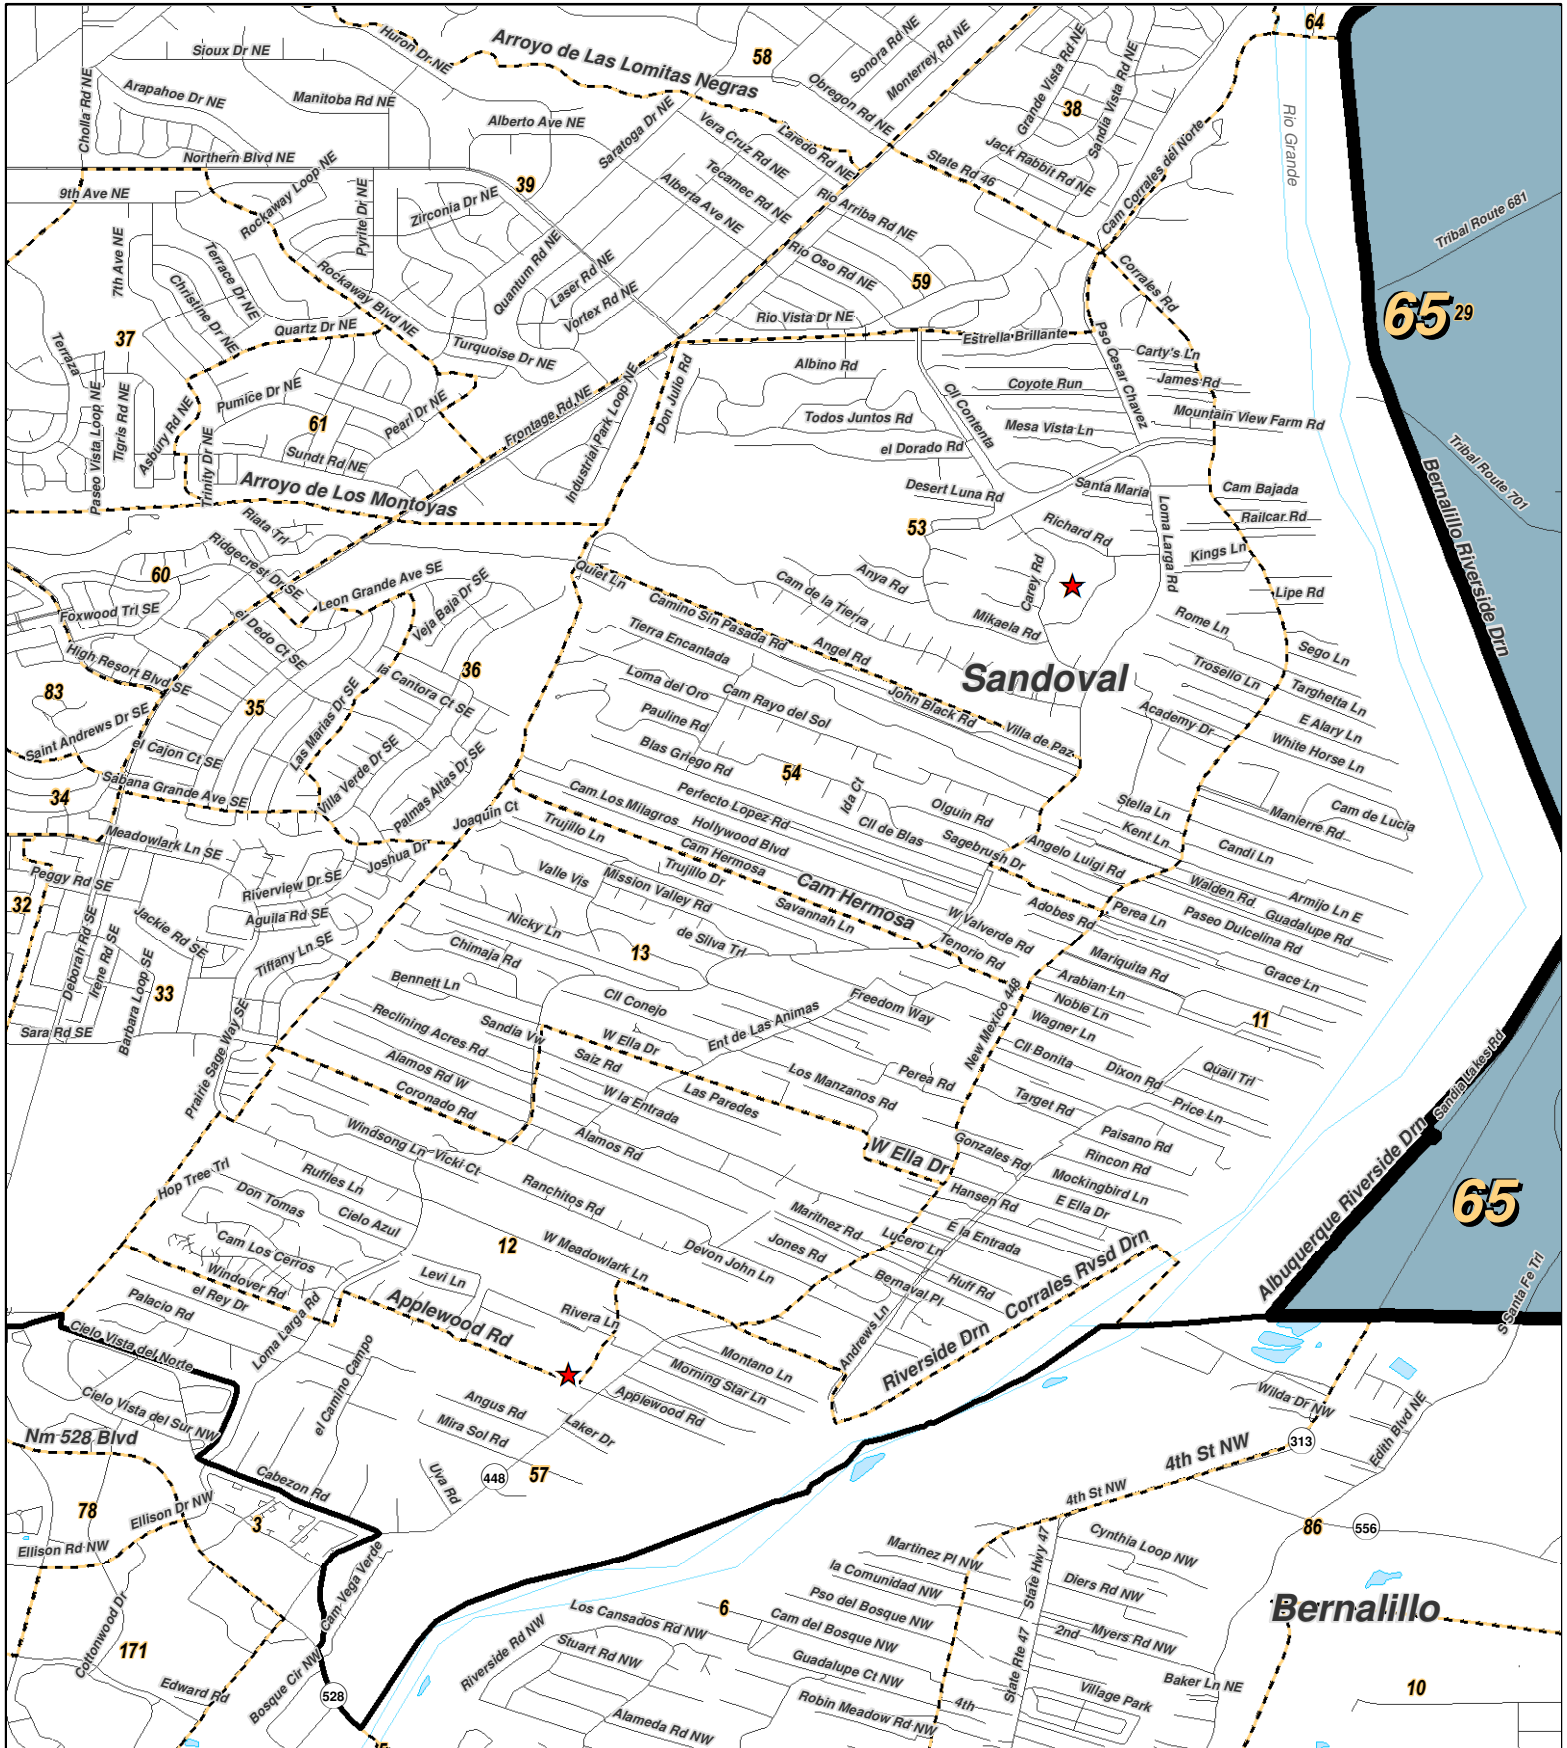 64
Sioux Dr NE
Huron Dr NE
Arroyo de Las Lomitas Negras
58
Sonora Rd NE
Monterrey Rd NE
Grande Vista Rd NE
Sandia Vista Rd NE
Cholla Rd NE
Arapahoe Dr NE
Manitoba Rd NE
Obregon Rd NE
38
Alberto Ave NE
Saratoga Dr NE
Vera Cruz Rd NE
Laredo Rd NE
Rio Grande
Northern Blvd NE
Rockaway Loop NE
State Rd 46
Jack Rabbit Rd NE
Cam Corrales del Norte
9th Ave NE
39
Tecamec Rd NE
Alberta Ave NE
Rio Arriba Rd NE
Pyrite Dr NE
Zirconia Dr NE
Tribal Route 681
7th Ave NE
Terrace Dr NE
Quantum Rd NE
Laser Rd NE
Rio Oso Rd NE
59
Corrales Rd
Christine Dr NE
Rockaway Blvd NE
Vortex Rd NE
Rio Vista Dr NE
65
29
37
Quartz Dr NE
Turquoise Dr NE
Estrella Brillante
Pso Cesar Chavez
Carty's Ln
Terraza
Albino Rd
James Rd
Coyote Run
Pumice Dr NE
Paseo Vista Loop NE
Tigris Rd NE
Asbury Rd NE
61
Pearl Dr NE
Frontage Rd NE
Industrial Park Loop NE
Don Julio Rd
Todos Juntos Rd
Cll Contenta
Mesa Vista Ln
Mountain View Farm Rd
el Dorado Rd
Sundt Rd NE
Trinity Dr NE
Arroyo de Los Montoyas
Desert Luna Rd
Santa Maria
Cam Bajada
Tribal Route 701
Bernalillo Riverside Drn
Riata Trl
53
Richard Rd
Loma Larga Rd
Railcar Rd
Ridgecrest Dr SE
Kings Ln
60
Leon Grande Ave SE
Quiet Ln
Anya Rd
Cam de la Tierra
Carey Rd
Lipe Rd
Foxwood Trl SE
el Dedo Ct SE
Veja Baja Dr SE
Camino Sin Pasada Rd
Mikaela Rd
Rome Ln
Tierra Encantada
Angel Rd
Sego Ln
High Resort Blvd SE
36
la Cantora Ct SE
Loma del Oro
Cam Rayo del Sol
Sandoval
Trosello Ln
Targhetta Ln
83
35
Las Marias Dr SE
Pauline Rd
John Black Rd
Academy Dr
E Alary Ln
Saint Andrews Dr SE
el Cajon Ct SE
Villa Verde Dr SE
Blas Griego Rd
Villa de Paz
White Horse Ln
54
34
Sabana Grande Ave SE
Palmas Altas Dr SE
Perfecto Lopez Rd
Ida Ct
Olguin Rd
Stella Ln
Cam de Lucia
Cam Los Milagros
Manierre Rd
Joaquin Ct
Meadowlark Ln SE
Trujillo Ln
Hollywood Blvd
Cll de Blas
Sagebrush Dr
Kent Ln
Candi Ln
Joshua Dr
Cam Hermosa
Angelo Luigi Rd
Peggy Rd SE
Riverview Dr SE
Valle Vis
Trujillo Dr
Mission Valley Rd
Cam Hermosa
Walden Rd
Armijo Ln E
32
Jackie Rd SE
Aguila Rd SE
Nicky Ln
Savannah Ln
W Valverde Rd
Adobes Rd
Perea Ln
Guadalupe Rd
Paseo Dulcelina Rd
Deborah Rd SE
Irene Rd SE
Chimaja Rd
de Silva Trl
Tenorio Rd
Tiffany Ln SE
13
Mariquita Rd
Grace Ln
Barbara Loop SE
33
Bennett Ln
Cll Conejo
Freedom Way
New Mexico 448
Arabian Ln
Noble Ln
Sara Rd SE
Reclining Acres Rd
Sandia Vw
W Ella Dr
Ent de Las Animas
Wagner Ln
11
Prairie Sage Way SE
Saiz Rd
Cll Bonita
Sandia Lakes Rd
Alamos Rd W
Los Manzanos Rd
Perea Rd
Dixon Rd
Quail Trl
Coronado Rd
W la Entrada
Las Paredes
Target Rd
Price Ln
Windsong Ln
Alamos Rd
Paisano Rd
Vicki Ct
W Ella Dr
Gonzales Rd
Rincon Rd
Hop Tree Trl
Ruffles Ln
Ranchitos Rd
Hansen Rd
Mockingbird Ln
Albuquerque Riverside Drn
65
Don Tomas
Cielo Azul
E Ella Dr
Maritnez Rd
Cam Los Cerros
12
W Meadowlark Ln
Devon John Ln
Jones Rd
Lucero Ln
E la Entrada
Corrales Rvsd Drn
Windover Rd
Levi Ln
Bernaval Pl
Huff Rd
S Santa Fe Trl
el Rey Dr
Palacio Rd
Applewood Rd
Rivera Ln
Loma Larga Rd
Cielo Vista del Norte
Andrews Ln
Riverside Drn
el Camino Campo
Montano Ln
Morning Star Ln
Cielo Vista del Sur NW
Angus Rd
Applewood Rd
Wilda Dr NW
Mira Sol Rd
Laker Dr
Nm 528 Blvd
Edith Blvd NE
313
4th St NW
Cabezon Rd
Uva Rd
448
57
4th St NW
78
Ellison Dr NW
3
86
556
Ellison Rd NW
Cam Vega Verde
Martinez Pl NW
State Hwy 47
Cynthia Loop NW
la Comunidad NW
Diers Rd NW
Cottonwood Dr
Pso del Bosque NW
Bernalillo
Riverside Rd NW
Los Cansados Rd NW
6
Cam del Bosque NW
2nd
Myers Rd NW
171
Stuart Rd NW
Guadalupe Ct NW
State Rte 47
Baker Ln NE
Edward Rd
Bosque Cir NW
528
Robin Meadow Rd NW
4th
Village Park
10
Alameda Rd NW